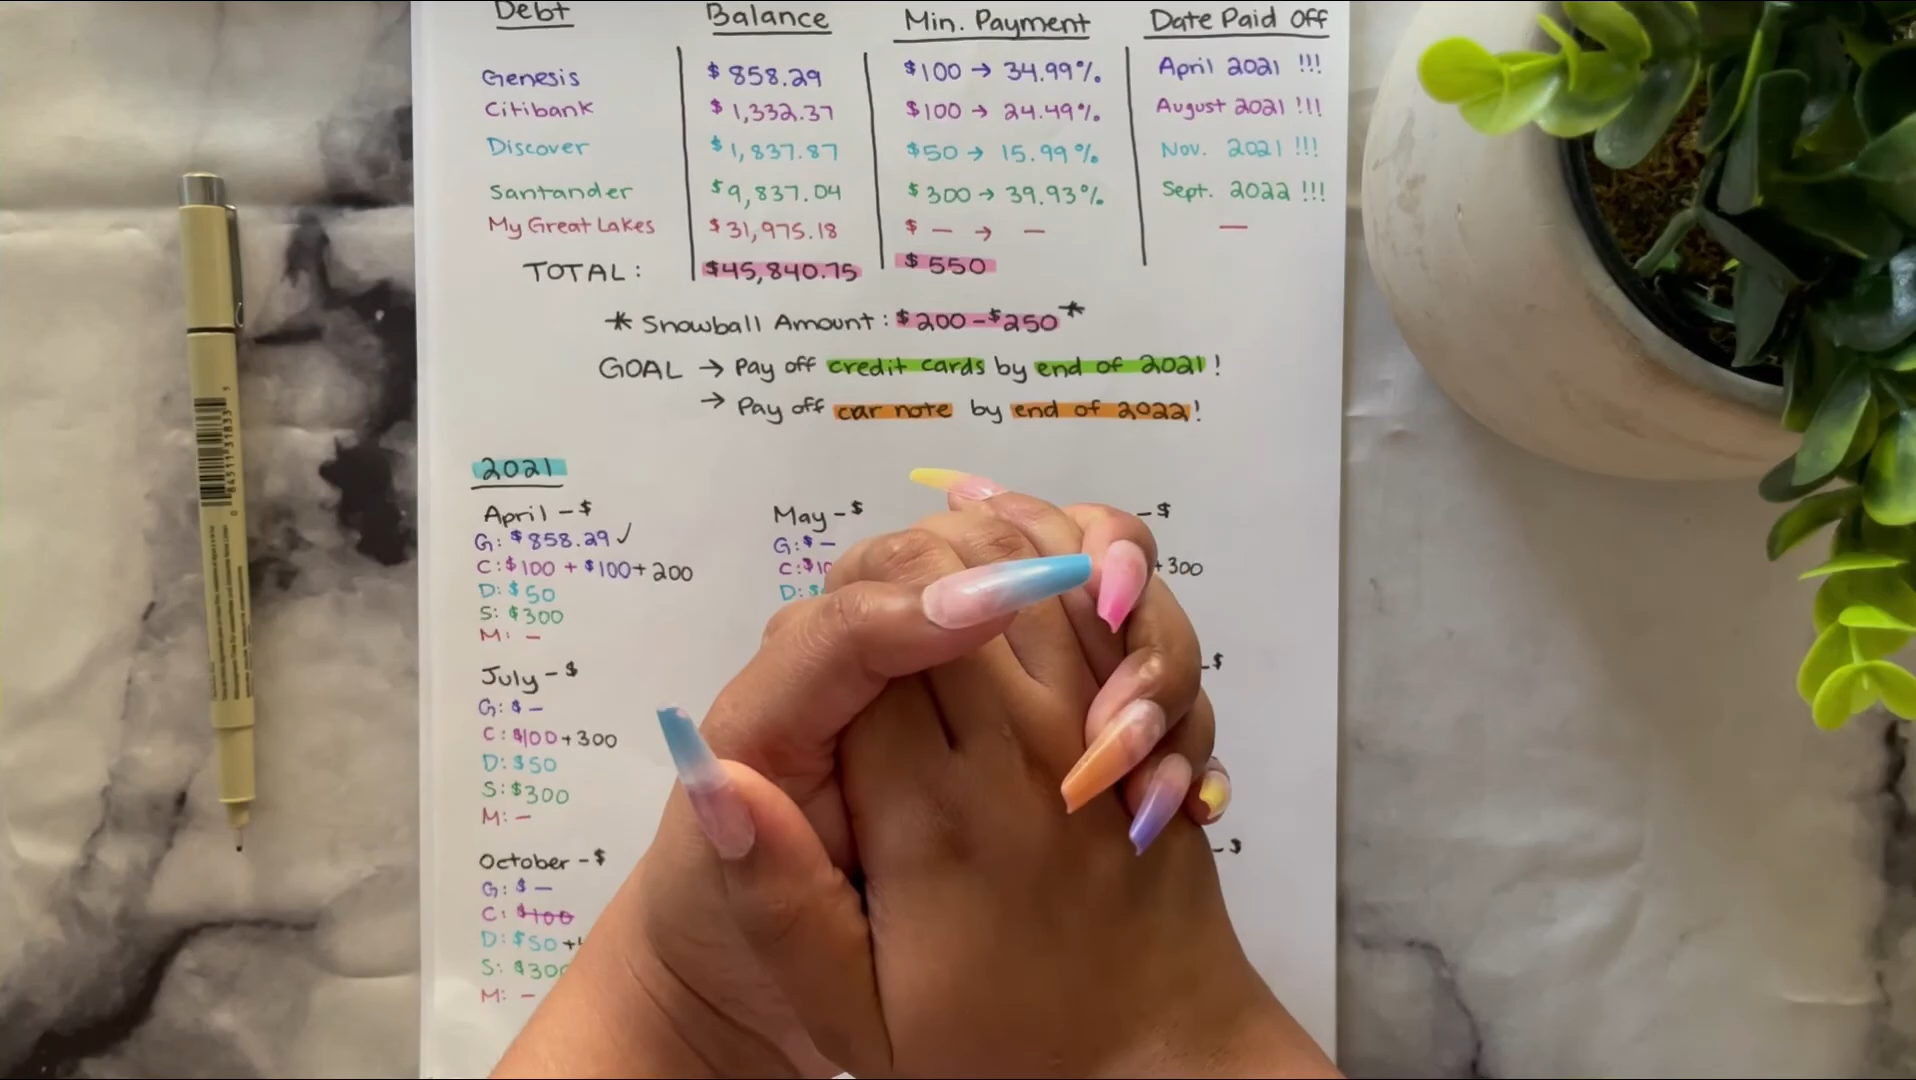 Debt Balance Min. Payment Date Paid Off
Genesis $858.29 $100 → 34.99% April 2021 !!!
Citibank $1,332.37 $100 → 24.49% August 2021 !!!
Discover $1,837.87 $50 → 15.99% Nov. 2021 !!!
Santander $9,837.04 $300 → 39.93% Sept. 2022 !!!
My Great Lakes $31,975.18 $ — → — —
TOTAL: $45,840.75 $550
* Snowball Amount: $200-$250 *
GOAL → Pay off credit cards by end of 2021!
→ Pay off car note by end of 2022!
2021
April - $
G: $858.29 ✓
C: $100 + $100 + 200
D: $50
S: $300
M: —
May - $
G: $ —
C: $10
D: $
- $
+300
July - $
G: $ —
C: $100 + 300
D: $50
S: $300
M: —
- $
October - $
G: $ —
C: $100
D: $50 +
S: $300
M: —
- $